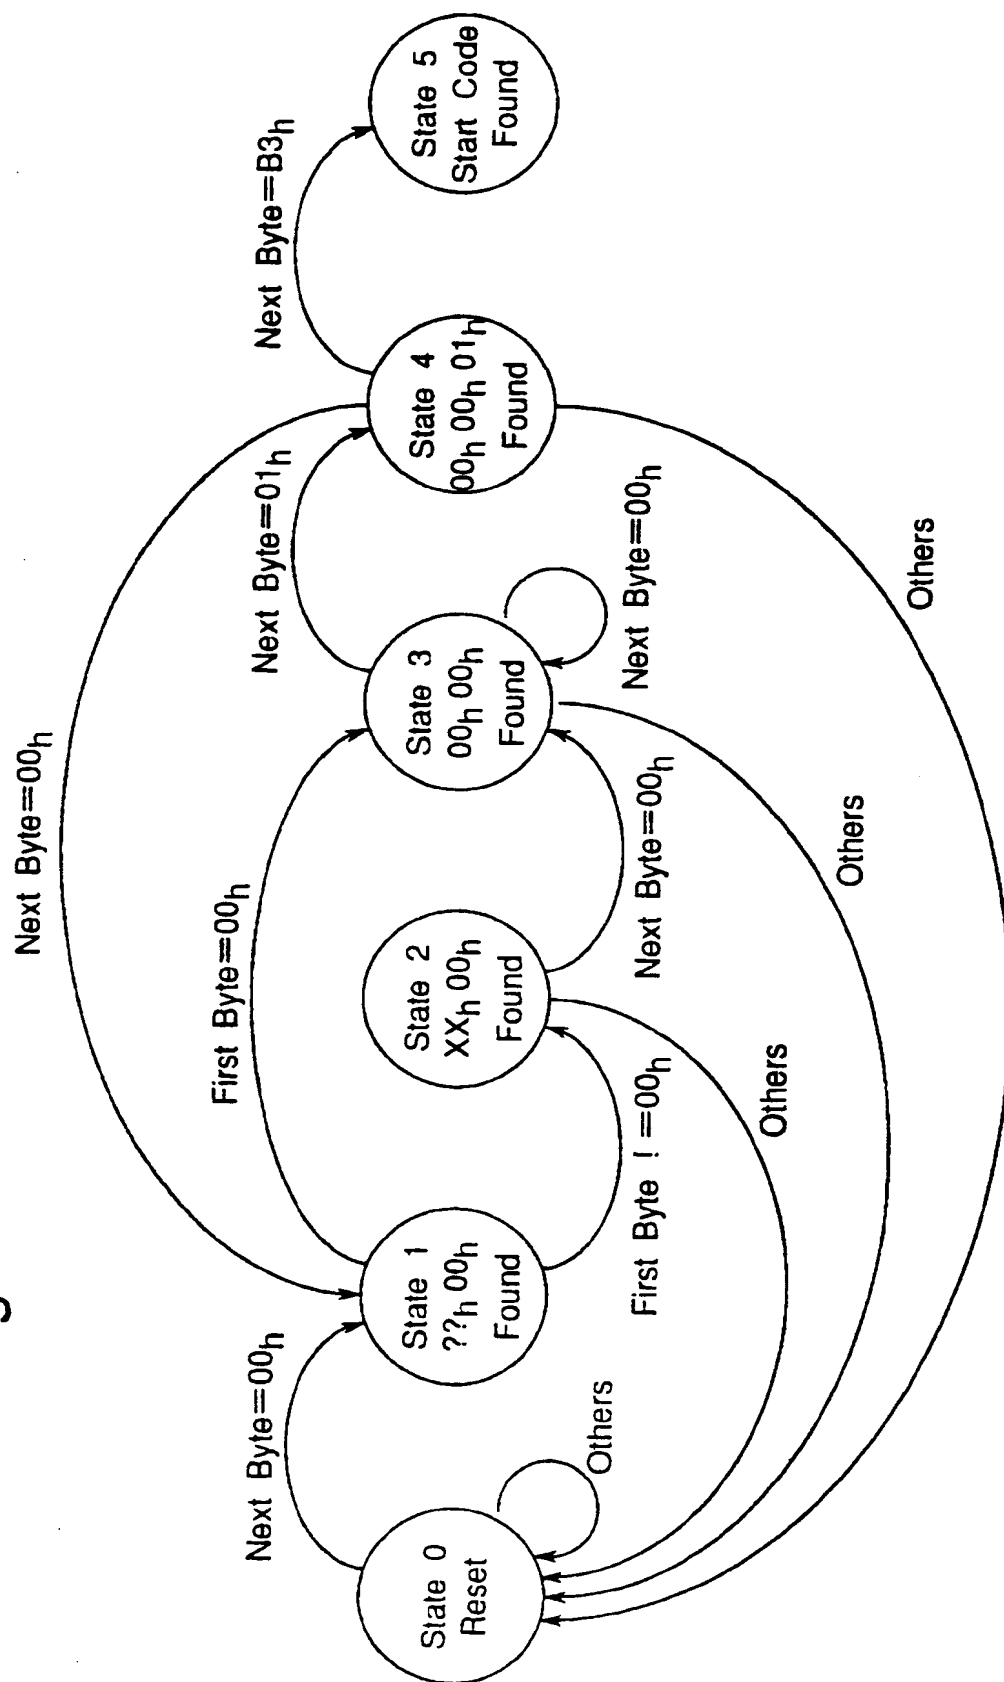 Next Byte=00h
First Byte=00h
Next Byte=00h
Next Byte=01h
Next Byte=B3h
State 0
Reset
State 1
??h 00h
Found
State 2
XXh 00h
Found
State 3
00h 00h
Found
State 4
00h 00h 01h
Found
State 5
Start Code
Found
Others
First Byte ! =00h
Next Byte=00h
Next Byte=00h
Others
Others
Others